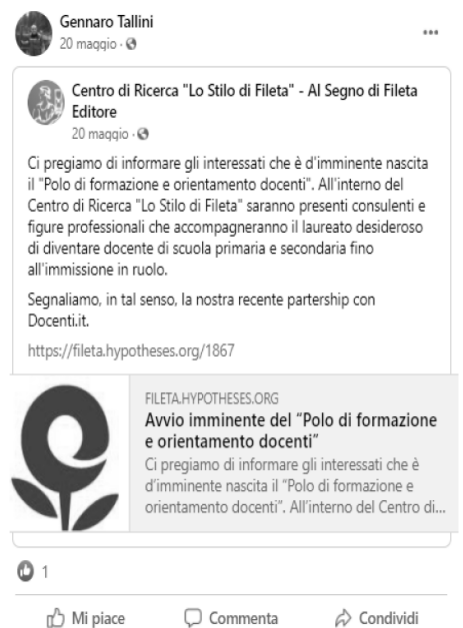 Gennaro Tallini
20 maggio ·
Centro di Ricerca "Lo Stilo di Fileta" - Al Segno di Fileta
Editore
20 maggio ·
Ci pregiamo di informare gli interessati che è d'imminente nascita
il "Polo di formazione e orientamento docenti". All'interno del
Centro di Ricerca "Lo Stilo di Fileta" saranno presenti consulenti e
figure professionali che accompagneranno il laureato desideroso
di diventare docente di scuola primaria e secondaria fino
all'immissione in ruolo.
Segnaliamo, in tal senso, la nostra recente partership con
Docenti.it.
https://fileta.hypotheses.org/1867
FILETA.HYPOTHESES.ORG
Avvio imminente del “Polo di formazione
e orientamento docenti”
Ci pregiamo di informare gli interessati che è
d’imminente nascita il “Polo di formazione e
orientamento docenti”. All’interno del Centro di...
1
Mi piace Commenta Condividi